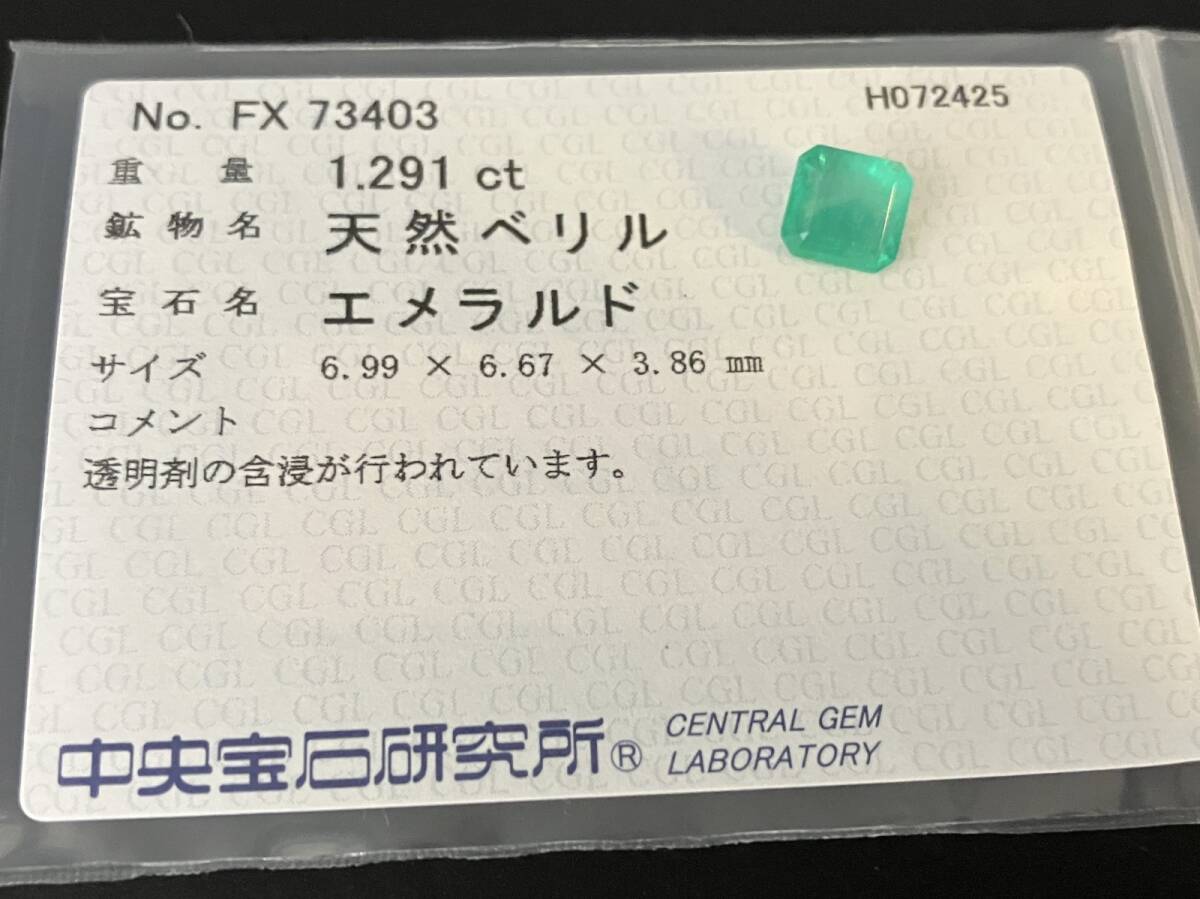 No. FX 73403
H072425
重 量 1.291 ct
鉱 物 名 天 然 ベ リ ル
宝 石 名 エ メ ラ ル ド
サイズ 6.99 × 6.67 × 3.86 ㎜
コメント
透明剤の含浸が行われています。
中央宝石研究所®
CENTRAL GEM
LABORATORY